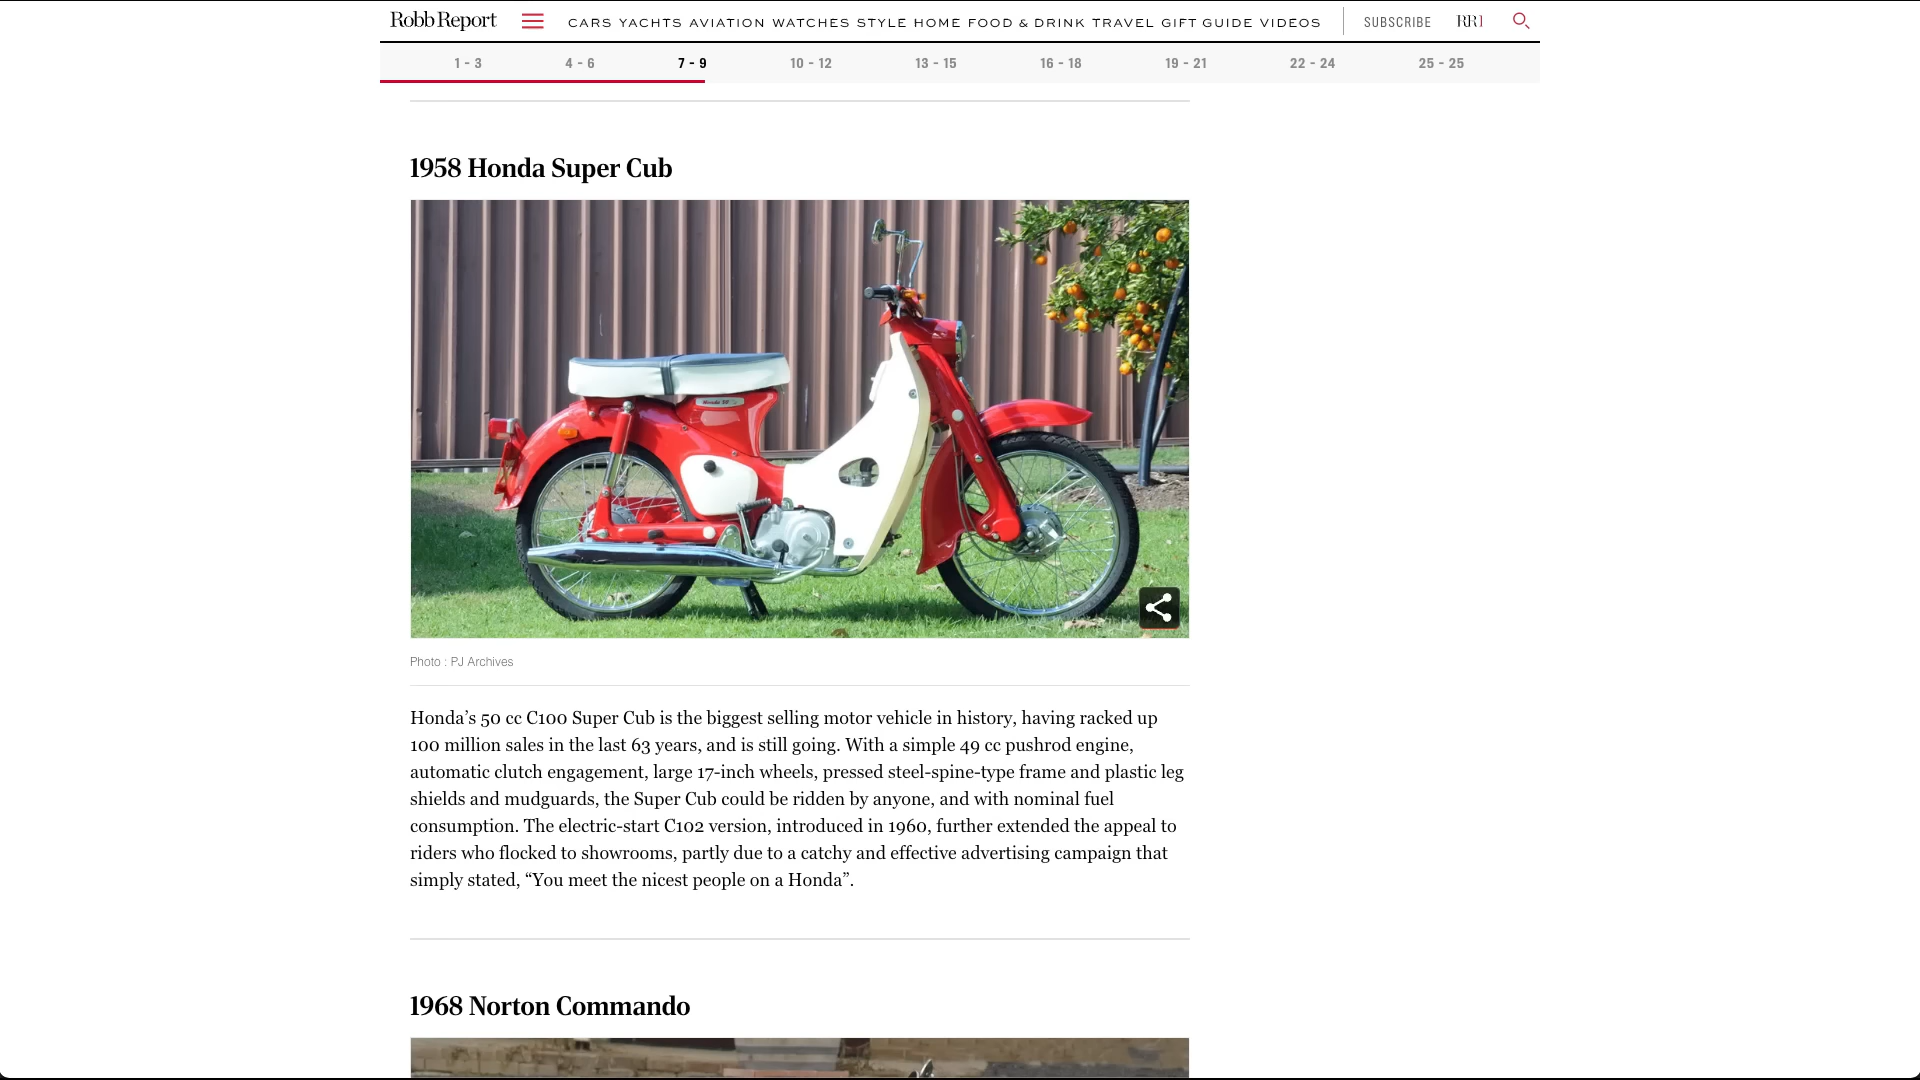 Robb Report
CARS YACHTS AVIATION WATCHES STYLE HOME FOOD & DRINK TRAVEL GIFT GUIDE VIDEOS
SUBSCRIBE
RR1
1 - 3
4 - 6
7 - 9
10 - 12
13 - 15
16 - 18
19 - 21
22 - 24
25 - 25
1958 Honda Super Cub
Honda 50
Photo : PJ Archives
Honda’s 50 cc C100 Super Cub is the biggest selling motor vehicle in history, having racked up
100 million sales in the last 63 years, and is still going. With a simple 49 cc pushrod engine,
automatic clutch engagement, large 17-inch wheels, pressed steel-spine-type frame and plastic leg
shields and mudguards, the Super Cub could be ridden by anyone, and with nominal fuel
consumption. The electric-start C102 version, introduced in 1960, further extended the appeal to
riders who flocked to showrooms, partly due to a catchy and effective advertising campaign that
simply stated, “You meet the nicest people on a Honda”.
1968 Norton Commando